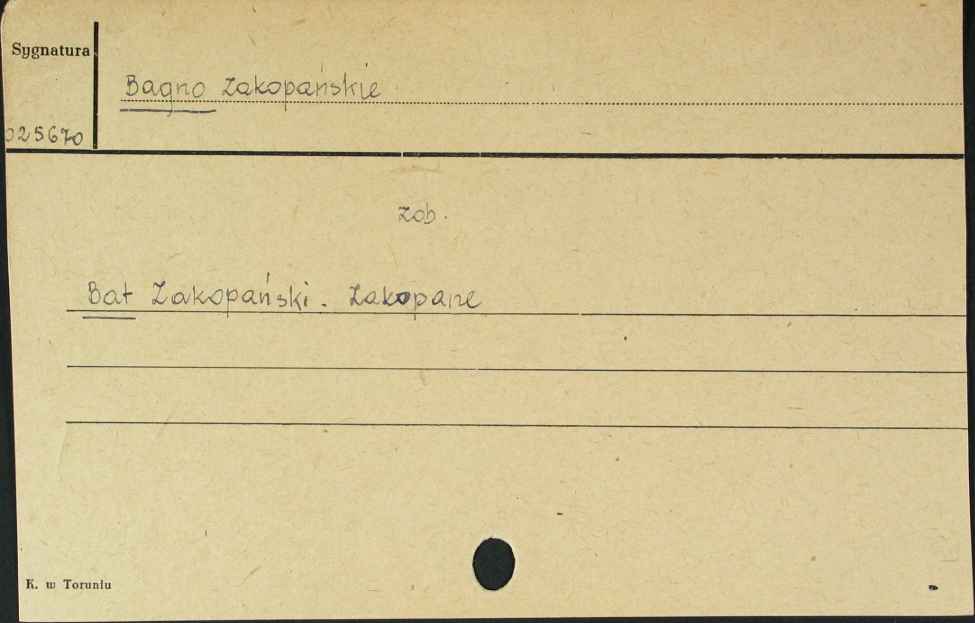 Sygnatura
Bagno Zakopańskie
025670
zob.
Bat Zakopański. Zakopane
K. w Toruniu